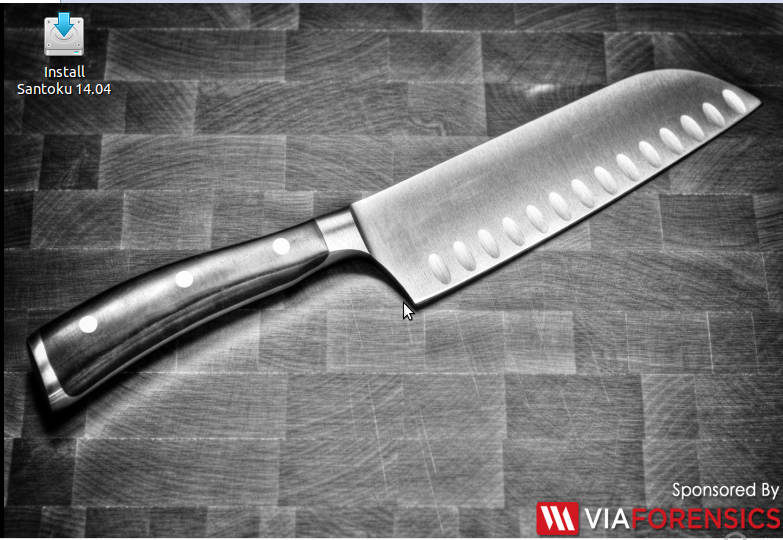 Install
Santoku 14.04
Sponsored By
VIAFORENSICS